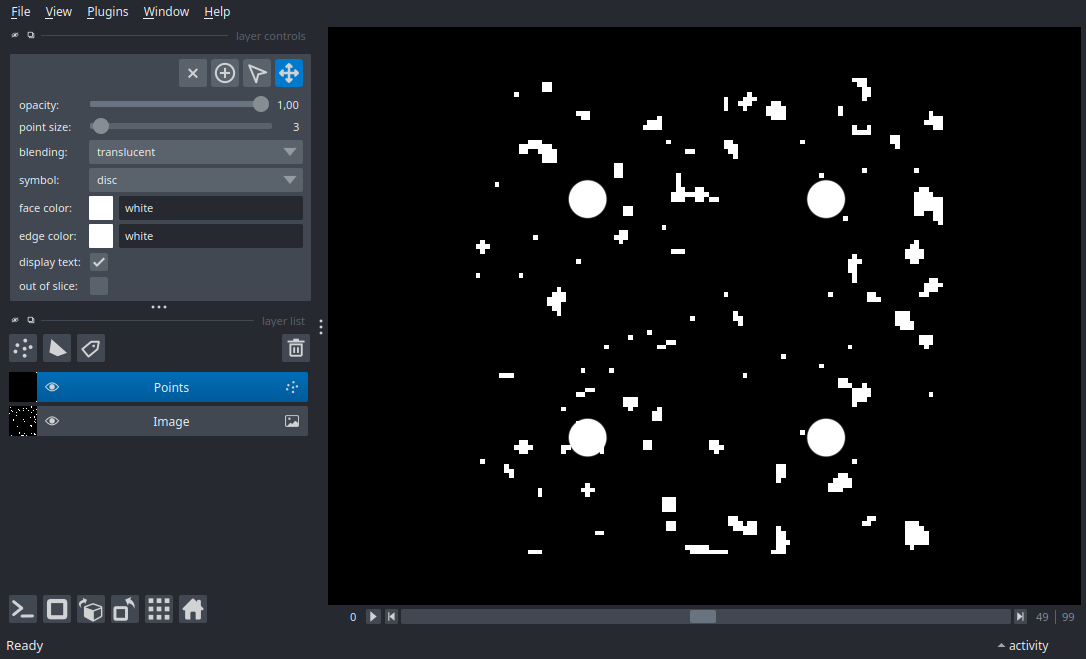 File View Plugins Window Help
layer controls
opacity: 1,00
point size: 3
blending: translucent
symbol: disc
face color: white
edge color: white
display text:
out of slice:
layer list
Points
Image
0 49 99
Ready activity